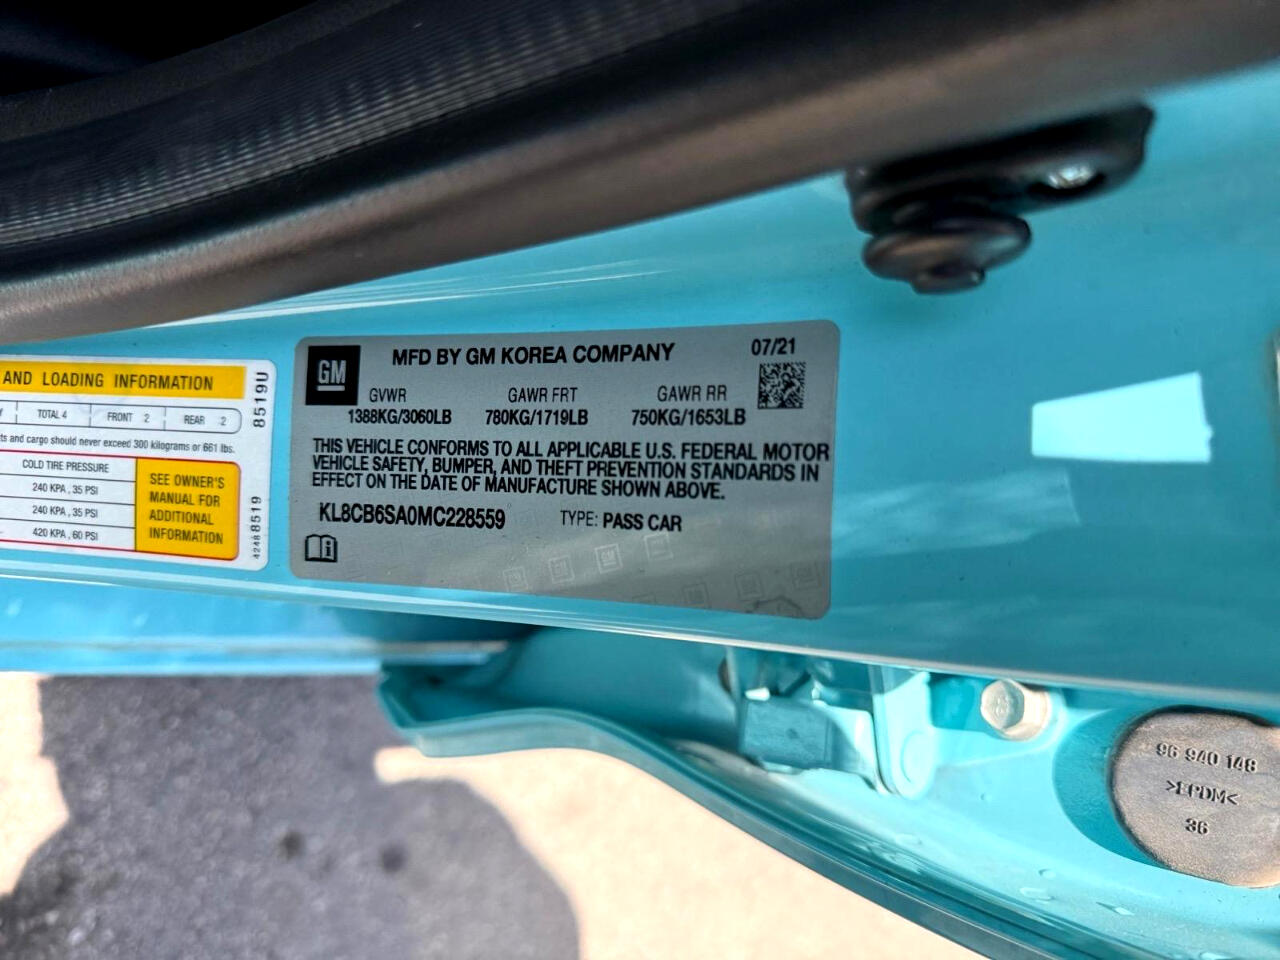 AND LOADING INFORMATION
TOTAL 4 FRONT 2 REAR 2
ts and cargo should never exceed 300 kilograms or 661 lbs.
COLD TIRE PRESSURE
240 KPA , 35 PSI
240 KPA , 35 PSI
420 KPA , 60 PSI
SEE OWNER'S
MANUAL FOR
ADDITIONAL
INFORMATION
8519U
42488519
GM
MFD BY GM KOREA COMPANY
07/21
GVWR GAWR FRT GAWR RR
1388KG/3060LB 780KG/1719LB 750KG/1653LB
THIS VEHICLE CONFORMS TO ALL APPLICABLE U.S. FEDERAL MOTOR
VEHICLE SAFETY, BUMPER, AND THEFT PREVENTION STANDARDS IN
EFFECT ON THE DATE OF MANUFACTURE SHOWN ABOVE.
KL8CB6SA0MC228559 TYPE: PASS CAR
96 940 148
>EPDM<
36